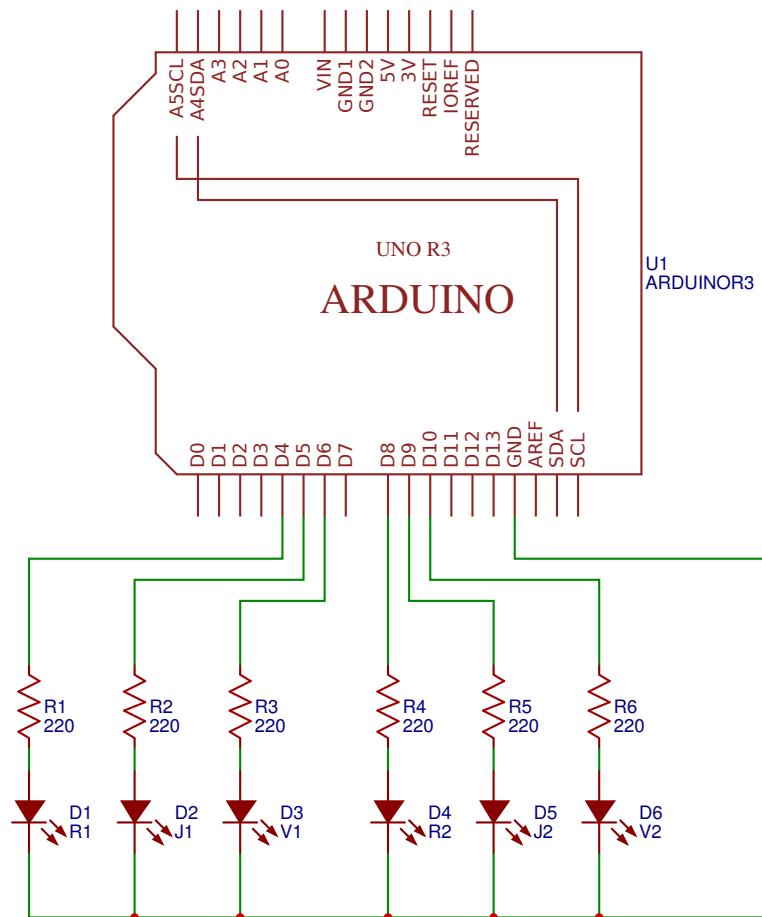 A5SCL
A4SDA
A3
A2
A1
A0
VIN
GND1
GND2
5V
3V
RESET
IOREF
RESERVED
UNO R3
ARDUINO
U1
ARDUINOR3
D0
D1
D2
D3
D4
D5
D6
D7
D8
D9
D10
D11
D12
D13
GND
AREF
SDA
SCL
R1
220
R2
220
R3
220
R4
220
R5
220
R6
220
D1
R1
D2
J1
D3
V1
D4
R2
D5
J2
D6
V2